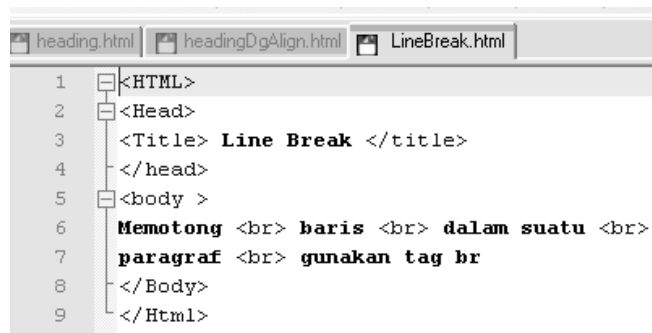 heading.html headingDgAlign.html LineBreak.html
1 <HTML>
2 <Head>
3 <Title> Line Break </title>
4 </head>
5 <body >
6 Memotong <br> baris <br> dalam suatu <br>
7 paragraf <br> gunakan tag br
8 </Body>
9 </Html>